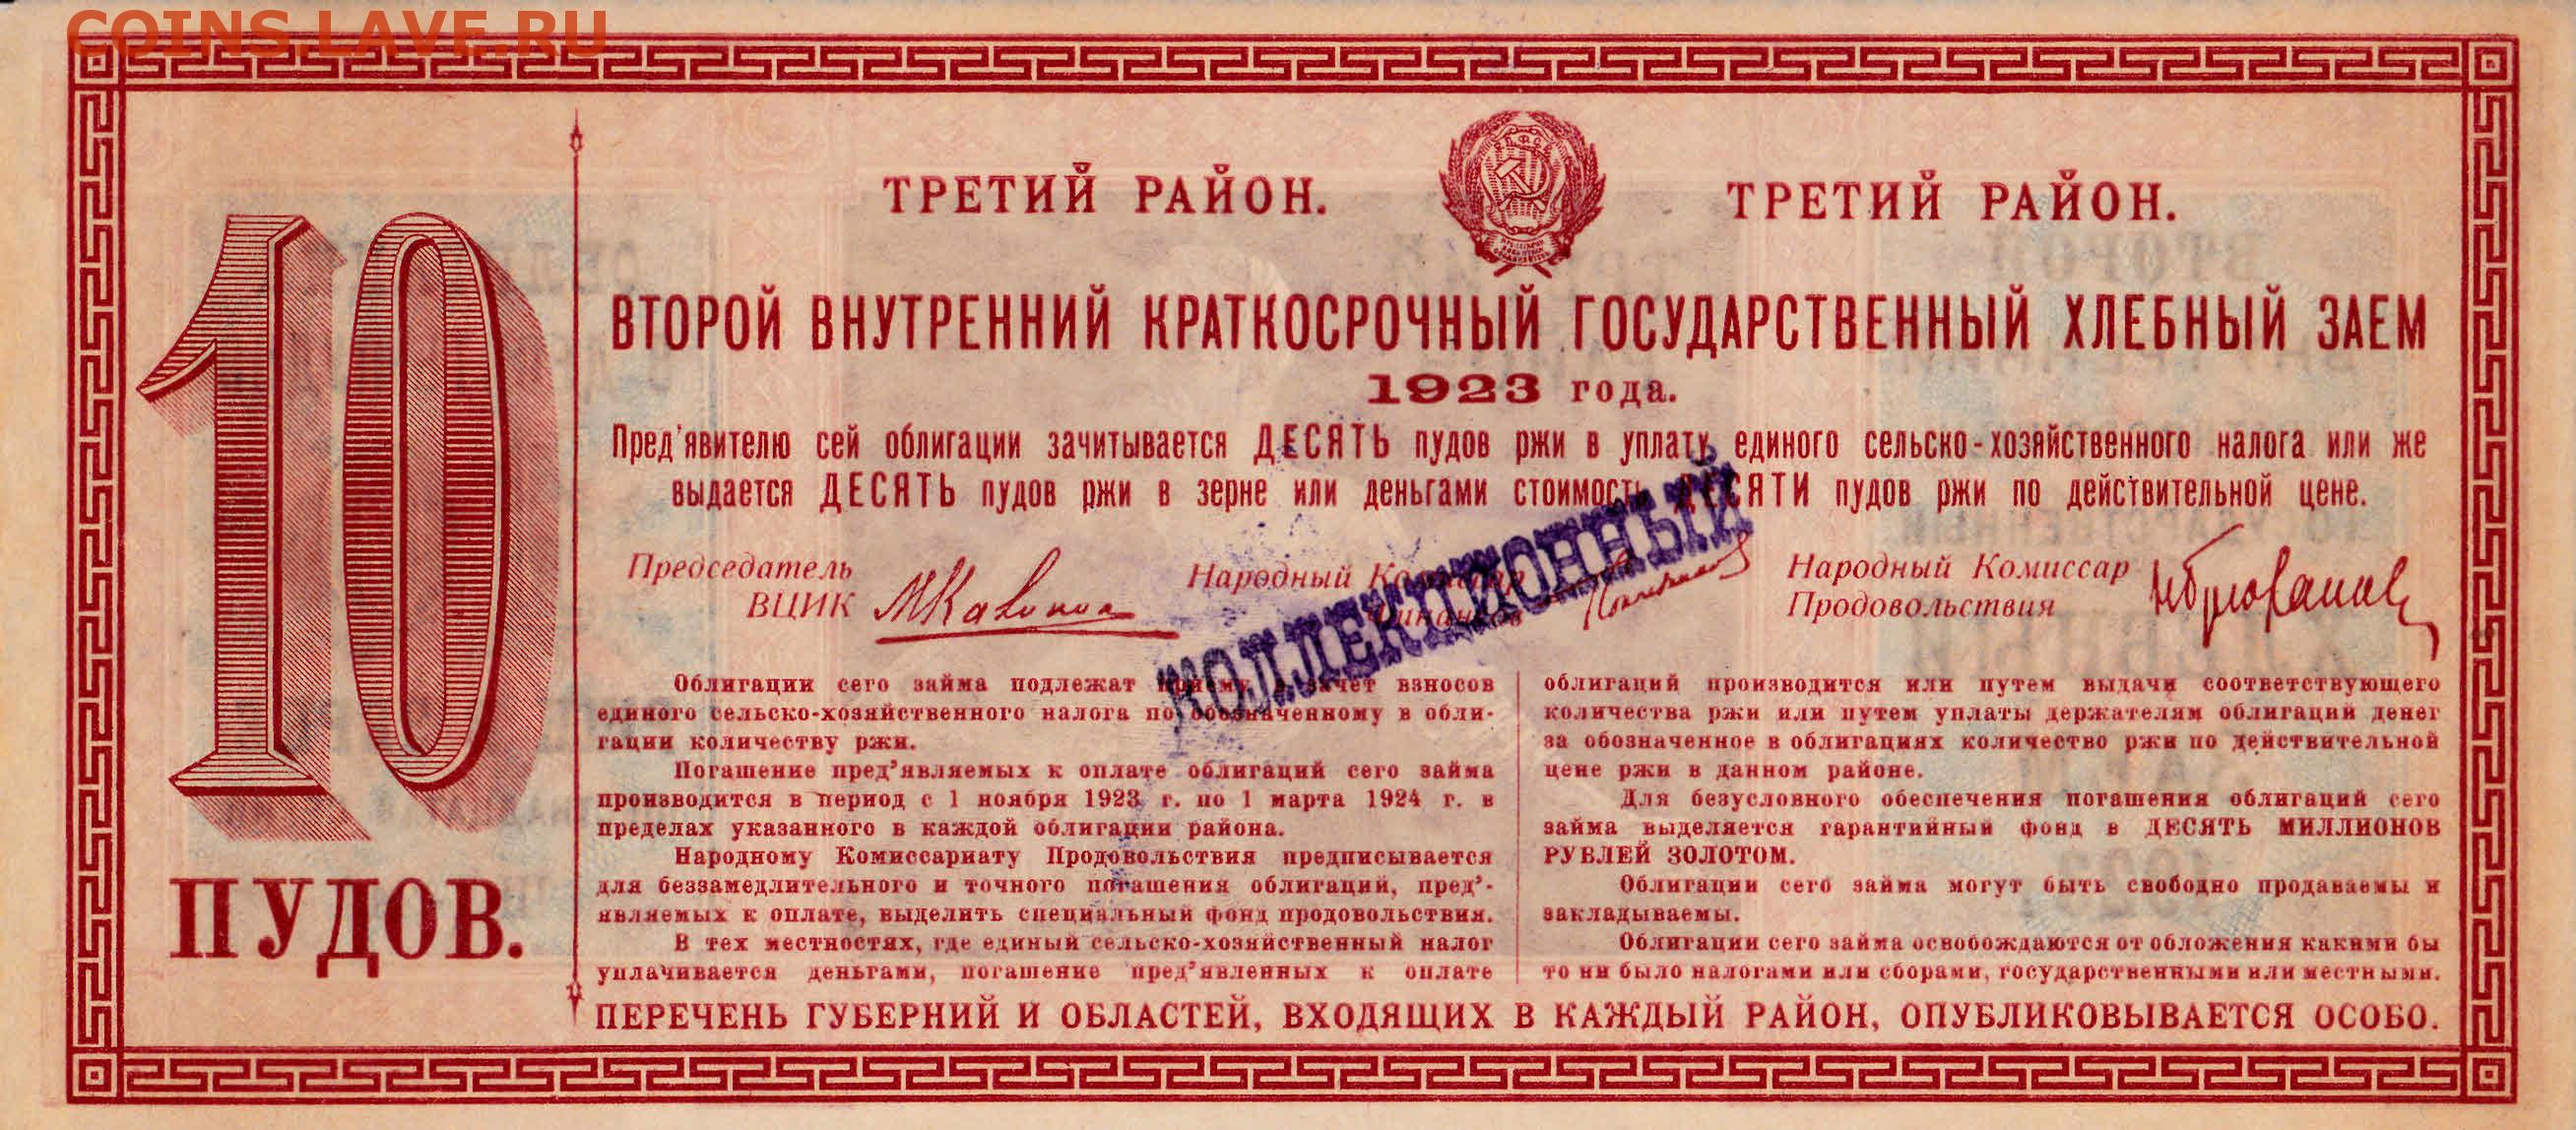 COINS.LAVE.RU
ТРЕТИЙ РАЙОН.
ТРЕТИЙ РАЙОН.
ВТОРОЙ ВНУТРЕННИЙ КРАТКОСРОЧНЫЙ ГОСУДАРСТВЕННЫЙ ХЛЕБНЫЙ ЗАЕМ
1923 года.
Пред'явителю сей облигации зачитывается ДЕСЯТЬ пудов ржи в уплату единого сельско-хозяйственного налога или же
выдается ДЕСЯТЬ пудов ржи в зерне или деньгами стоимость ДЕСЯТИ пудов ржи по действительной цене.
10
ПУДОВ.
Председатель
ВЦИК
М Калинин
Народный Комиссар
Финансов
Народный Комиссар
Продовольствия
КОЛЛЕКЦИОННЫЙ
Облигации сего займа подлежат приему в зачет взносов
единого сельско-хозяйственного налога по обозначенному в обли-
гации количеству ржи.
Погашение пред'являемых к оплате облигаций сего займа
производится в период с 1 ноября 1923 г. по 1 марта 1924 г. в
пределах указанного в каждой облигации района.
Народному Комиссариату Продовольствия предписывается
для беззамедлительного и точного погашения облигаций, пред'-
являемых к оплате, выделить специальный фонд продовольствия.
В тех местностях, где единый сельско-хозяйственный налог
уплачивается деньгами, погашение пред'явленных к оплате
облигаций производится или путем выдачи соответствующего
количества ржи или путем уплаты держателям облигаций денег
за обозначенное в облигациях количество ржи по действительной
цене ржи в данном районе.
Для безусловного обеспечения погашения облигаций сего
займа выделяется гарантийный фонд в ДЕСЯТЬ МИЛЛИОНОВ
РУБЛЕЙ ЗОЛОТОМ.
Облигации сего займа могут быть свободно продаваемы и
закладываемы.
Облигации сего займа освобождаются от обложения какими бы
то ни было налогами или сборами, государственными или местными.
ПЕРЕЧЕНЬ ГУБЕРНИЙ И ОБЛАСТЕЙ, ВХОДЯЩИХ В КАЖДЫЙ РАЙОН, ОПУБЛИКОВЫВАЕТСЯ ОСОБО.